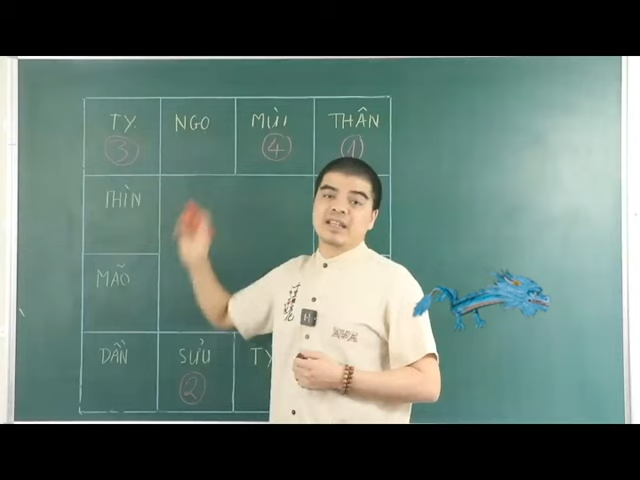 TỴ NGỌ MÙI THÂN
③ ④ ①
THÌN
MÃO
DẦN SỬU TÝ
②